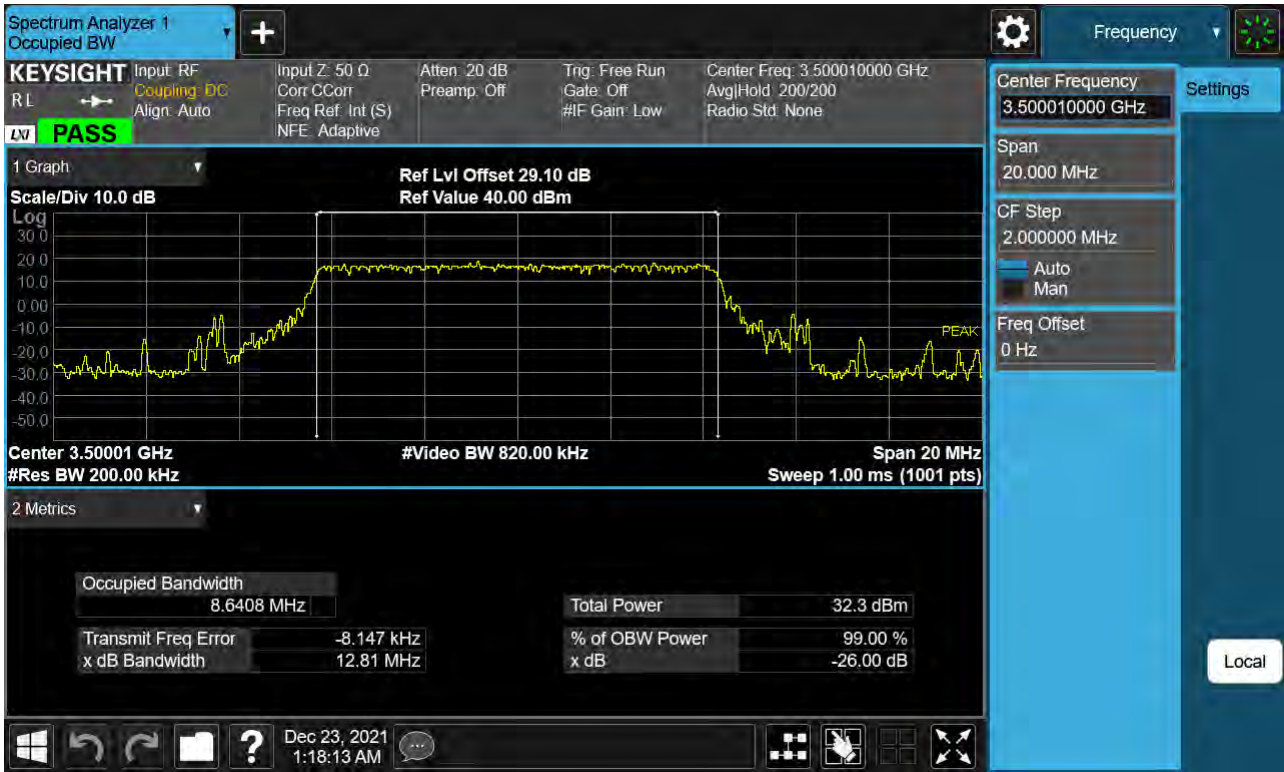 Spectrum Analyzer 1
Occupied BW
+
Frequency
KEYSIGHT
RL
LXI
PASS
Input: RF
Coupling: DC
Align: Auto
Input Z: 50 Ω
Corr CCorr
Freq Ref: Int (S)
NFE: Adaptive
Atten: 20 dB
Preamp: Off
Trig: Free Run
Gate: Off
#IF Gain: Low
Center Freq: 3.500010000 GHz
Avg|Hold: 200/200
Radio Std: None
Center Frequency
3.500010000 GHz
Settings
Span
20.000 MHz
CF Step
2.000000 MHz
Auto
Man
Freq Offset
0 Hz
Local
1 Graph
Scale/Div 10.0 dB
Ref Lvl Offset 29.10 dB
Ref Value 40.00 dBm
Log
30.0
20.0
10.0
0.00
-10.0
-20.0
-30.0
-40.0
-50.0
PEAK
Center 3.50001 GHz
#Video BW 820.00 kHz
Span 20 MHz
#Res BW 200.00 kHz
Sweep 1.00 ms (1001 pts)
2 Metrics
Occupied Bandwidth
8.6408 MHz
Total Power 32.3 dBm
Transmit Freq Error -8.147 kHz
% of OBW Power 99.00 %
x dB Bandwidth 12.81 MHz
x dB -26.00 dB
?
Dec 23, 2021
1:18:13 AM